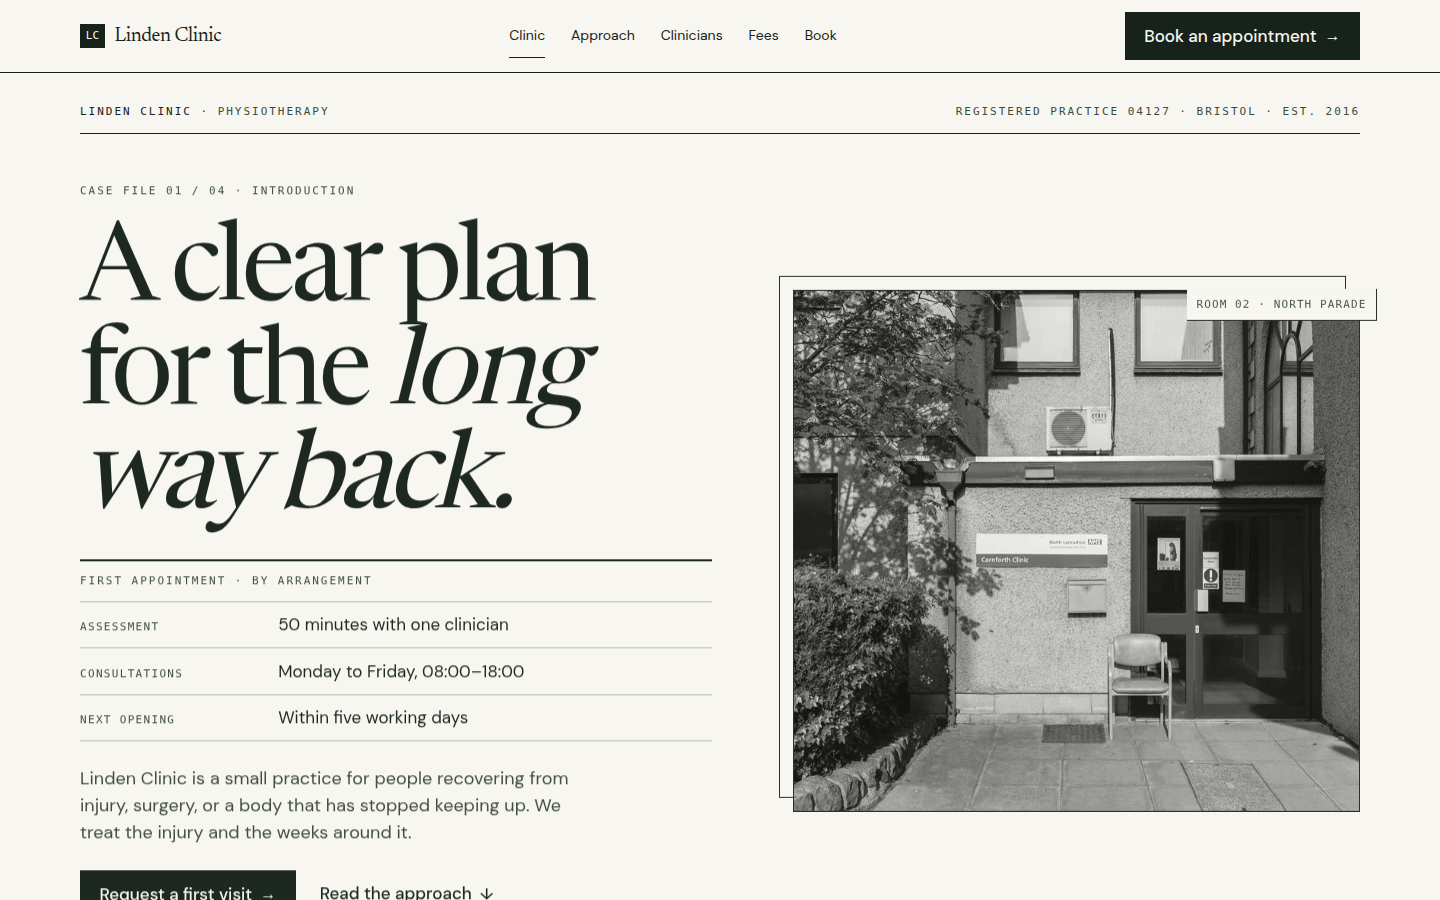 LC Linden Clinic
Clinic Approach Clinicians Fees Book
Book an appointment →
LINDEN CLINIC · PHYSIOTHERAPY
REGISTERED PRACTICE 04127 · BRISTOL · EST. 2016
CASE FILE 01 / 04 · INTRODUCTION
A clear plan
for the long
way back.
FIRST APPOINTMENT · BY ARRANGEMENT
ASSESSMENT 50 minutes with one clinician
CONSULTATIONS Monday to Friday, 08:00–18:00
NEXT OPENING Within five working days
Linden Clinic is a small practice for people recovering from
injury, surgery, or a body that has stopped keeping up. We
treat the injury and the weeks around it.
Request a first visit →
Read the approach ↓
ROOM 02 · NORTH PARADE
North Lancashire NHS
Carnforth Clinic